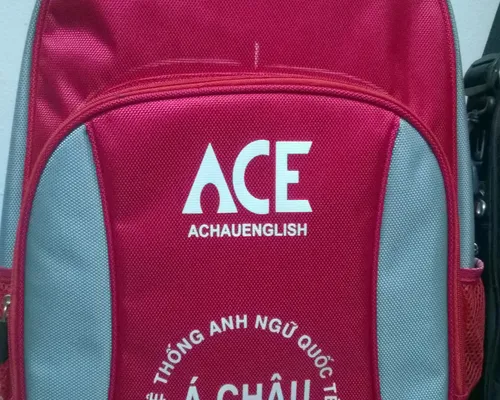 ACE
ACHAUENGLISH
THỐNG ANH NGỮ QUỐC TẾ
Á CHÂU